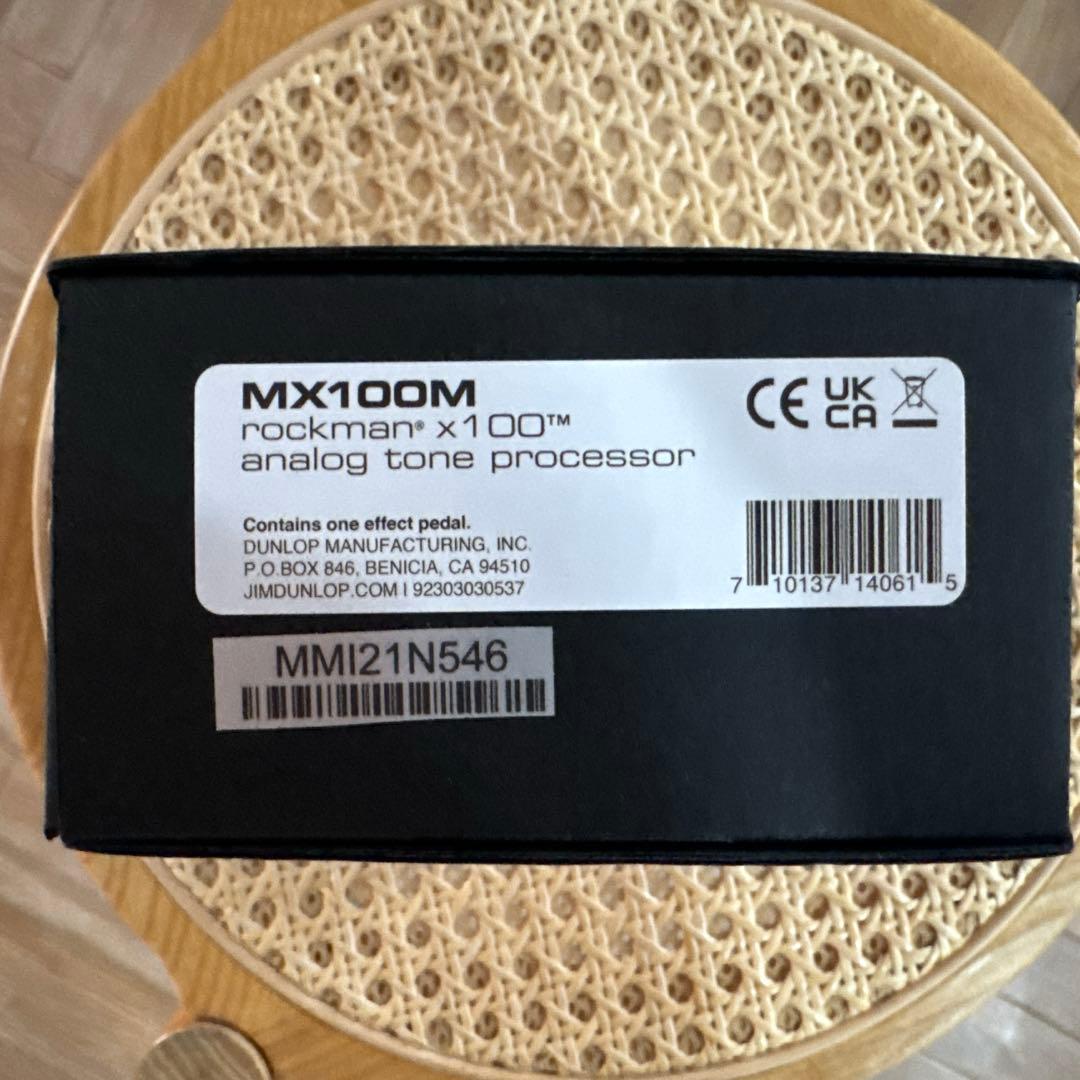 MX100M
rockman® x100™
analog tone processor
CE UK CA
Contains one effect pedal.
DUNLOP MANUFACTURING, INC.
P.O.BOX 846, BENICIA, CA 94510
JIMDUNLOP.COM | 92303030537
7 10137 14061 5
MMI21N546